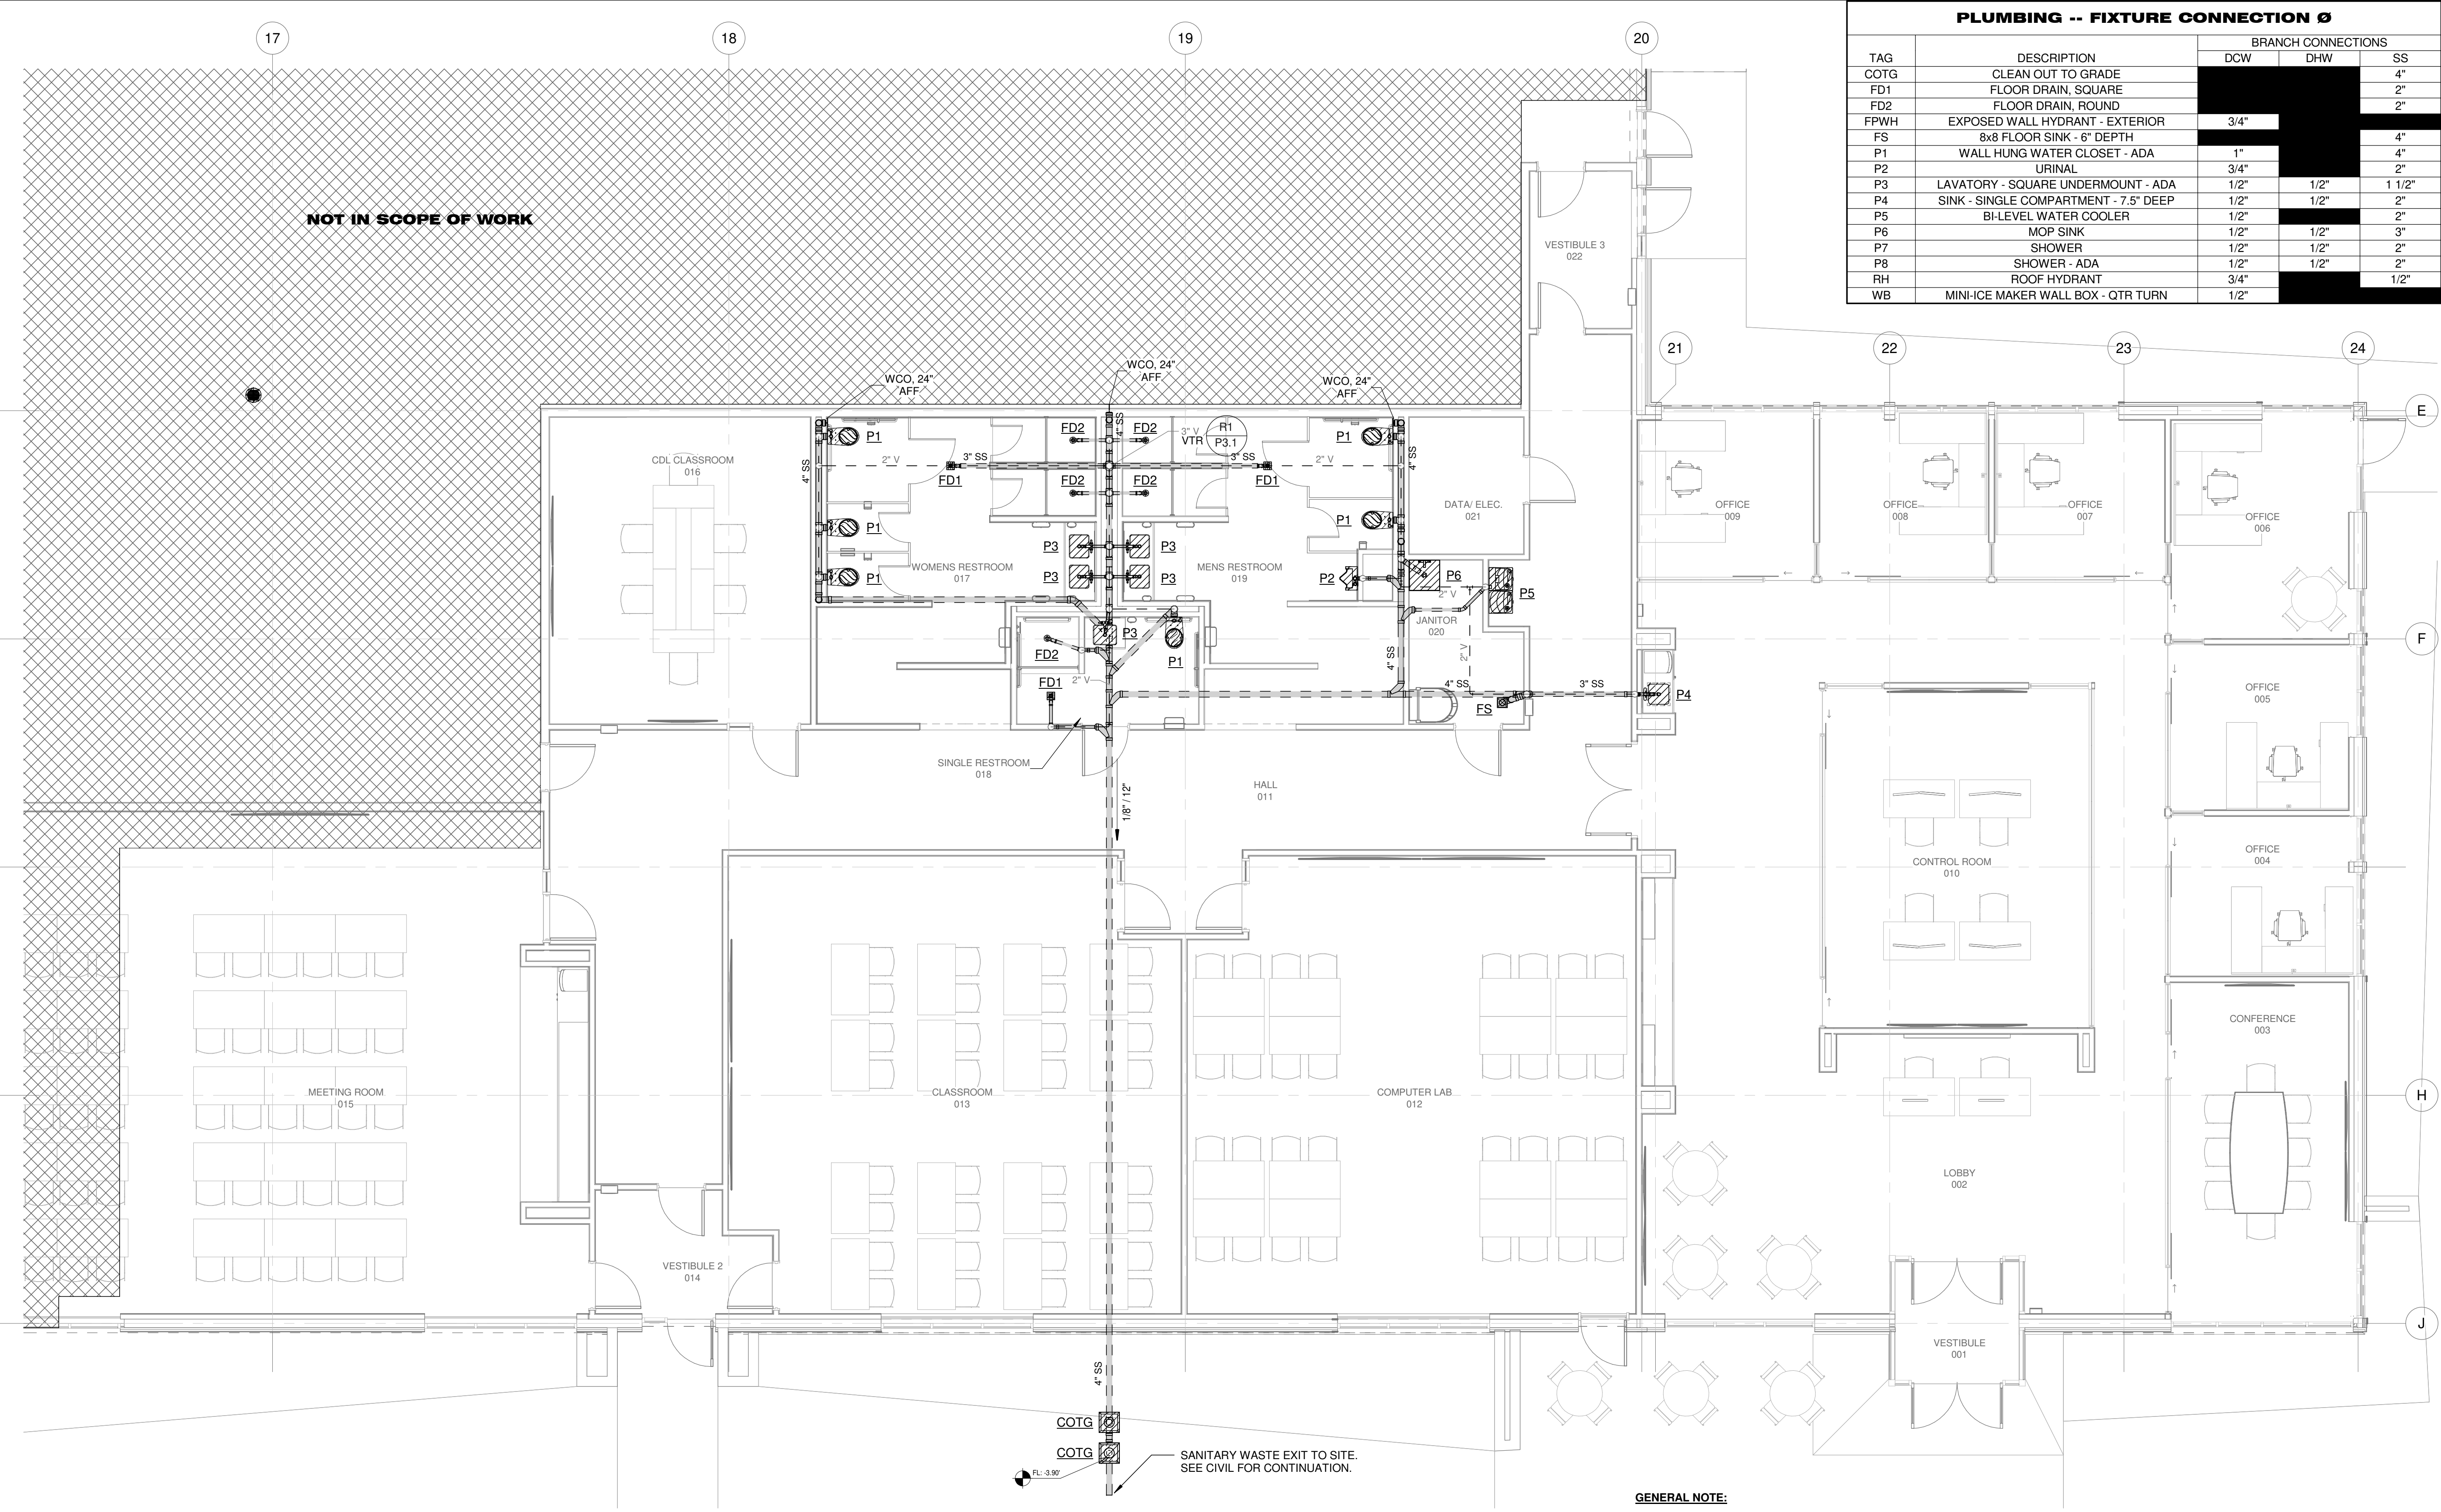 PLUMBING -- FIXTURE CONNECTION Ø
BRANCH CONNECTIONS
TAG DESCRIPTION DCW DHW SS
COTG CLEAN OUT TO GRADE 4"
FD1 FLOOR DRAIN, SQUARE 2"
FD2 FLOOR DRAIN, ROUND 2"
FPWH EXPOSED WALL HYDRANT - EXTERIOR 3/4"
FS 8x8 FLOOR SINK - 6" DEPTH 4"
P1 WALL HUNG WATER CLOSET - ADA 1" 4"
P2 URINAL 3/4" 2"
P3 LAVATORY - SQUARE UNDERMOUNT - ADA 1/2" 1/2" 1 1/2"
P4 SINK - SINGLE COMPARTMENT - 7.5" DEEP 1/2" 1/2" 2"
P5 BI-LEVEL WATER COOLER 1/2" 2"
P6 MOP SINK 1/2" 1/2" 3"
P7 SHOWER 1/2" 1/2" 2"
P8 SHOWER - ADA 1/2" 1/2" 2"
RH ROOF HYDRANT 3/4" 1/2"
WB MINI-ICE MAKER WALL BOX - QTR TURN 1/2"
17 18 19 20
21 22 23 24
E
F
H
J
NOT IN SCOPE OF WORK
VESTIBULE 3
022
WCO, 24"
AFF
WCO, 24"
AFF
WCO, 24"
AFF
4" SS
3" V
VTR
R1
P3.1
P1
FD2
FD2
P1
CDL CLASSROOM
016
4" SS
2" V
3" SS
3" SS
2" V
4" SS
FD1
FD2
FD2
FD1
P1
P1
DATA/ ELEC.
021
P3
P3
WOMENS RESTROOM
017
MENS RESTROOM
019
P1
P3
P3
P2
P6
2" V
P5
JANITOR
020
P3
FD2
P1
4" SS
2" V
FD1
2" V
4" SS
3" SS
FS
P4
SINGLE RESTROOM
018
HALL
011
1/8" / 12"
OFFICE
009
OFFICE
008
OFFICE
007
OFFICE
006
OFFICE
005
OFFICE
004
CONTROL ROOM
010
CONFERENCE
003
MEETING ROOM
015
CLASSROOM
013
COMPUTER LAB
012
LOBBY
002
VESTIBULE 2
014
VESTIBULE
001
4" SS
COTG
COTG
FL: -3.90'
SANITARY WASTE EXIT TO SITE.
SEE CIVIL FOR CONTINUATION.
GENERAL NOTE: